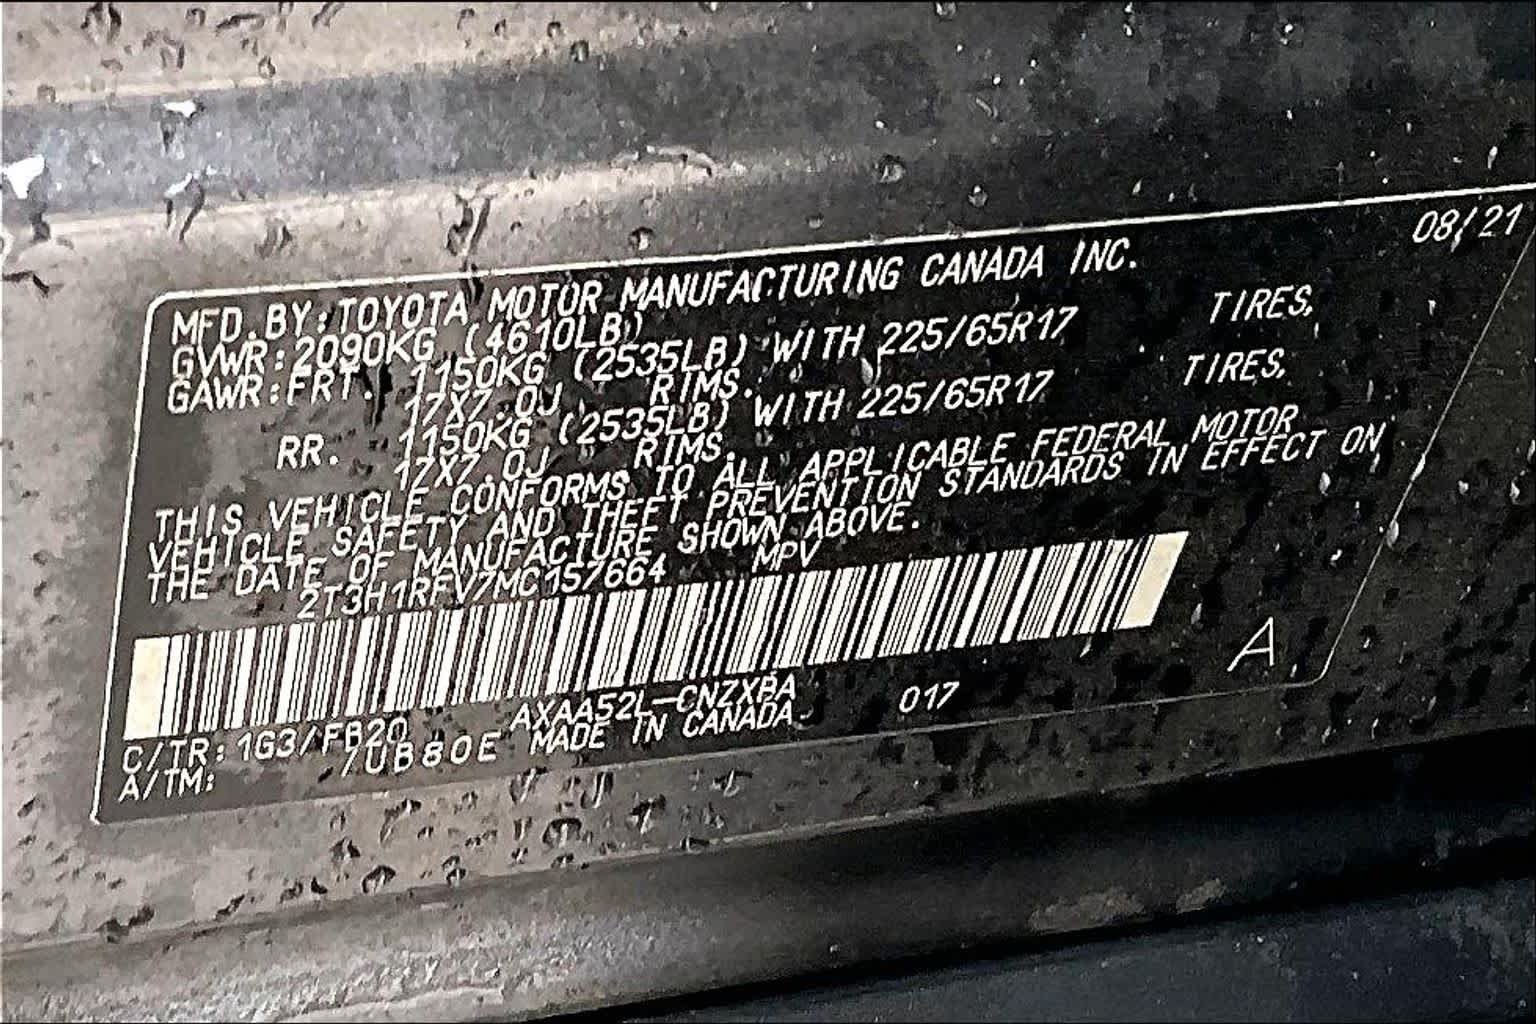 08/21
MFD.BY:TOYOTA MOTOR MANUFACTURING CANADA INC.
GVWR:2090KG (4610LB)
GAWR:FRT. 1150KG (2535LB) WITH 225/65R17 TIRES,
17X7.0J RIMS.
RR. 1150KG (2535LB) WITH 225/65R17 TIRES,
17X7.0J RIMS.
THIS VEHICLE CONFORMS TO ALL APPLICABLE FEDERAL MOTOR
VEHICLE SAFETY AND THEFT PREVENTION STANDARDS IN EFFECT ON
THE DATE OF MANUFACTURE SHOWN ABOVE.
2T3H1RFV7MC157664 MPV
A
C/TR:1G3/FB20 AXAA52L-CNZXBA 017
A/TM: /UB80E MADE IN CANADA